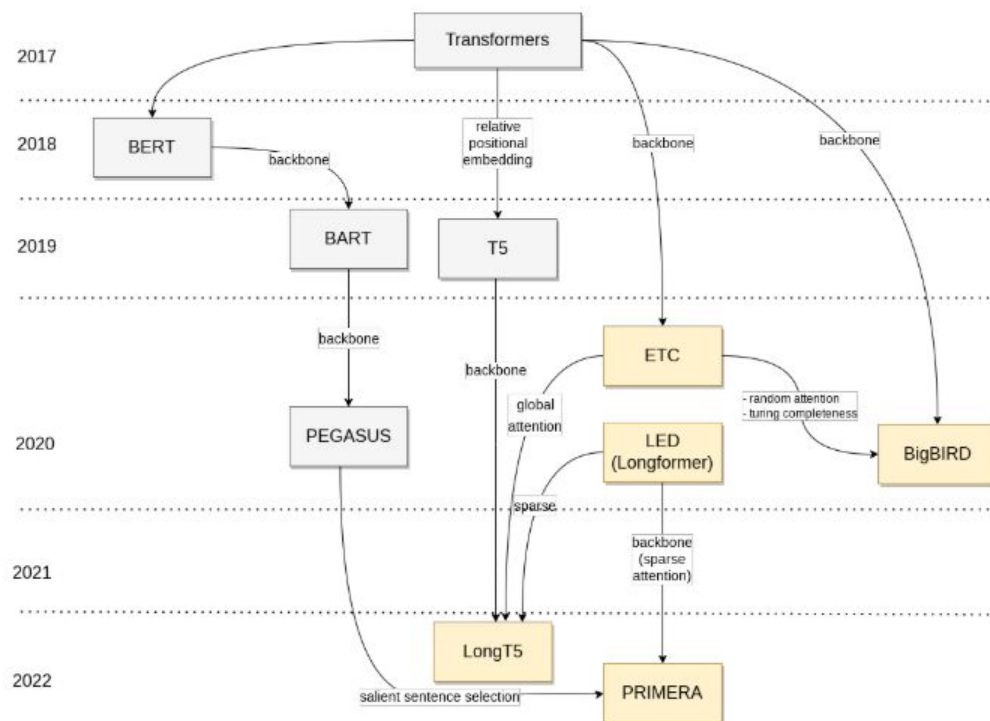 Transformers
2017
BERT
2018
relative
positional
embedding
backbone
backbone
backbone
BART
T5
2019
backbone
ETC
backbone
- random attention
- turing completeness
global
attention
PEGASUS
LED
(Longformer)
BigBIRD
2020
sparse
backbone
(sparse
attention)
2021
LongT5
2022
salient sentence selection
PRIMERA